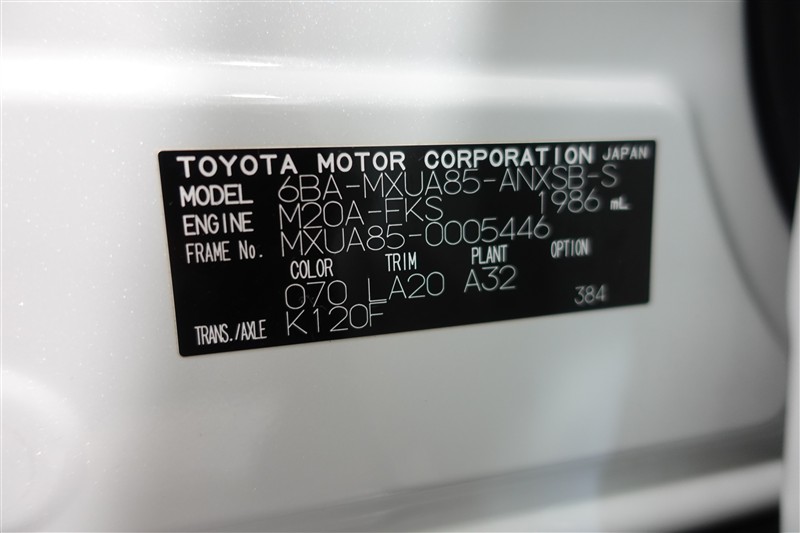 TOYOTA MOTOR CORPORATION JAPAN
MODEL 6BA-MXUA85-ANXSB-S
ENGINE M20A-FKS 1986 mL
FRAME No. MXUA85-0005446
COLOR TRIM PLANT OPTION
070 LA20 A32
TRANS./AXLE K120F 384